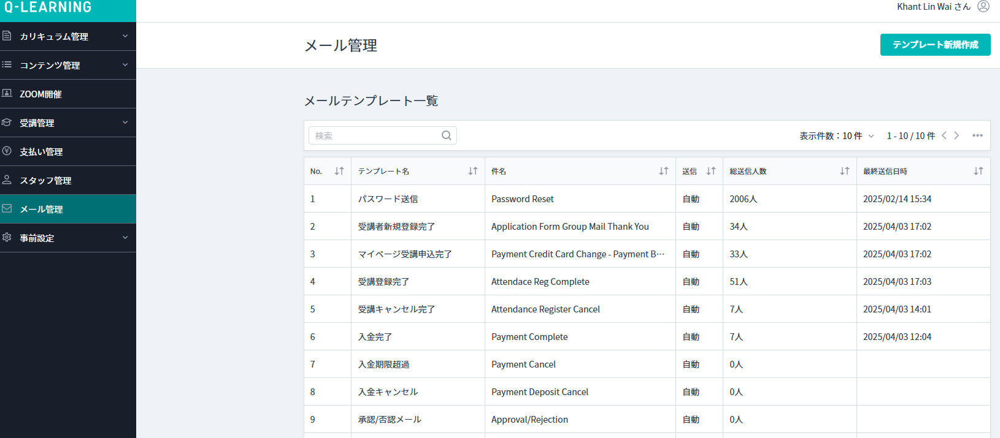 Q-LEARNING
Khant Lin Wai さん
カリキュラム管理
コンテンツ管理
ZOOM開催
受講管理
支払い管理
スタッフ管理
メール管理
事前設定
メール管理
テンプレート新規作成
メールテンプレート一覧
検索
表示件数：10 件 1 - 10 / 10 件
No. テンプレート名 件名 送信 総送信人数 最終送信日時
1 パスワード送信 Password Reset 自動 2006人 2025/02/14 15:34
2 受講者新規登録完了 Application Form Group Mail Thank You 自動 34人 2025/04/03 17:02
3 マイページ受講申込完了 Payment Credit Card Change - Payment B… 自動 33人 2025/04/03 17:02
4 受講登録完了 Attendace Reg Complete 自動 51人 2025/04/03 17:03
5 受講キャンセル完了 Attendance Register Cancel 自動 7人 2025/04/03 14:01
6 入金完了 Payment Complete 自動 7人 2025/04/03 12:04
7 入金期限超過 Payment Cancel 自動 0人
8 入金キャンセル Payment Deposit Cancel 自動 0人
9 承認/否認メール Approval/Rejection 自動 0人